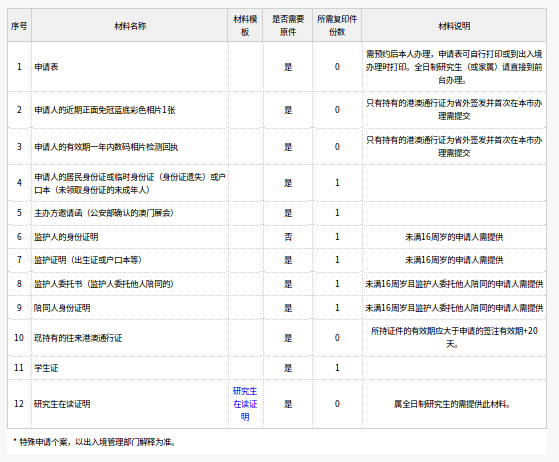 序号 材料名称 材料模板 是否需要原件 所需复印件份数 材料说明
1 申请表 是 0 需预约后本人办理，申请表可自行打印或到出入境
办理时打印。全日制研究生（或家属）请直接到前
台办理。
2 申请人的近期正面免冠蓝底彩色相片1张 是 0 只有持有的港澳通行证为省外签发并首次在本市办
理需提交
3 申请人的有效期一年内数码相片检测回执 是 0 只有持有的港澳通行证为省外签发并首次在本市办
理需提交
4 申请人的居民身份证或临时身份证（身份证遗失）或户
口本（未领取身份证的未成年人） 是 1
5 主办方邀请函（公安部确认的澳门展会） 是 1
6 监护人的身份证明 否 1 未满16周岁的申请人需提供
7 监护证明（出生证或户口本等） 是 1 未满16周岁的申请人需提供
8 监护人委托书（监护人委托他人陪同的） 是 1 未满16周岁且监护人委托他人陪同的申请人需提供
9 陪同人身份证明 是 1 未满16周岁且监护人委托他人陪同的申请人需提供
10 现持有的往来港澳通行证 是 0 所持证件的有效期应大于申请的签注有效期+20
天。
11 学生证 是 1
12 研究生在读证明 研究生
在读证
明 是 0 属全日制研究生的需提供此材料。
* 特殊申请个案，以出入境管理部门解释为准。